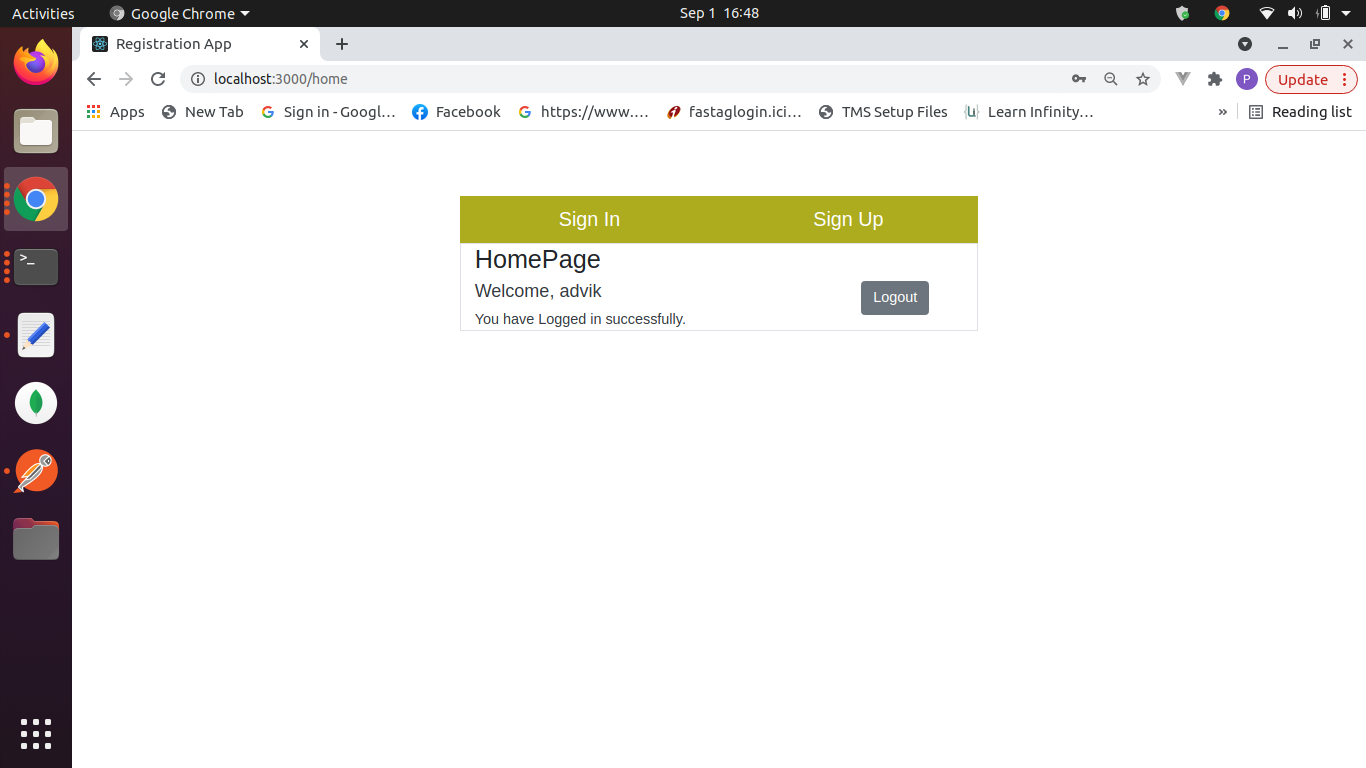 Activities Google Chrome Sep 1 16:48
Registration App
localhost:3000/home P Update
Apps New Tab Sign in - Googl… Facebook https://www.… fastaglogin.ici… TMS Setup Files Learn Infinity… » Reading list
Sign In Sign Up
HomePage
Welcome, advik
Logout
You have Logged in successfully.